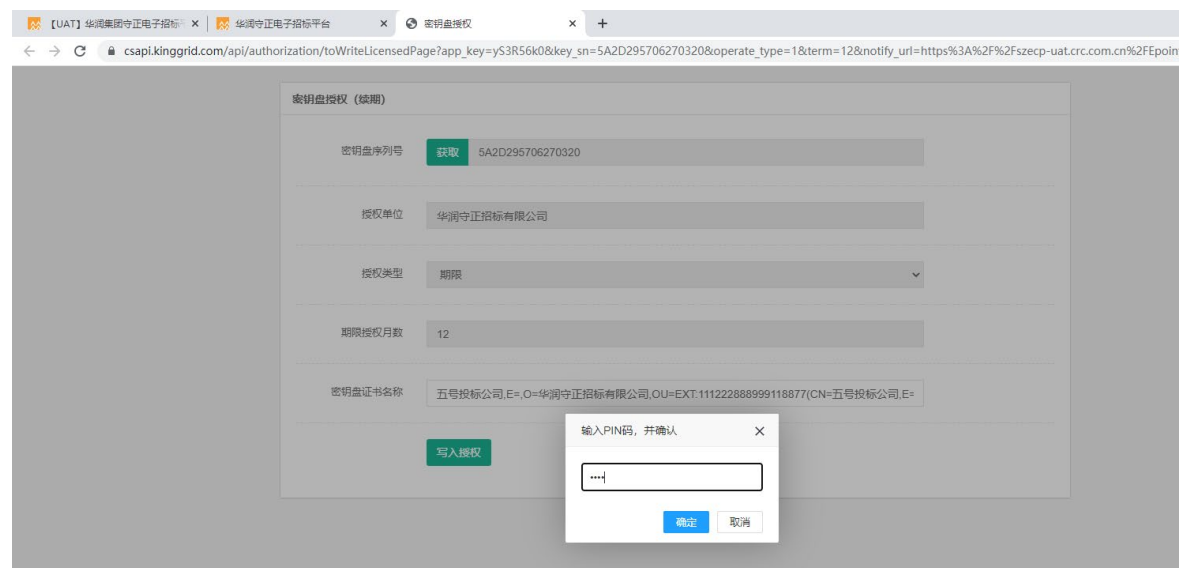 【UAT】华润集团守正电子招标
华润守正电子招标平台
密钥盘授权
csapi.kinggrid.com/api/authorization/toWriteLicensedPage?app_key=yS3R56k0&key_sn=5A2D295706270320&operate_type=1&term=12&notify_url=https%3A%2F%2Fszecp-uat.crc.com.cn%2FEpoin
密钥盘授权（续期）
密钥盘序列号 获取 5A2D295706270320
授权单位 华润守正招标有限公司
授权类型 期限
期限授权月数 12
密钥盘证书名称 五号投标公司,E=,O=华润守正招标有限公司,OU=EXT:111222888999118877(CN=五号投标公司,E=
输入PIN码，并确认
写入授权
确定 取消